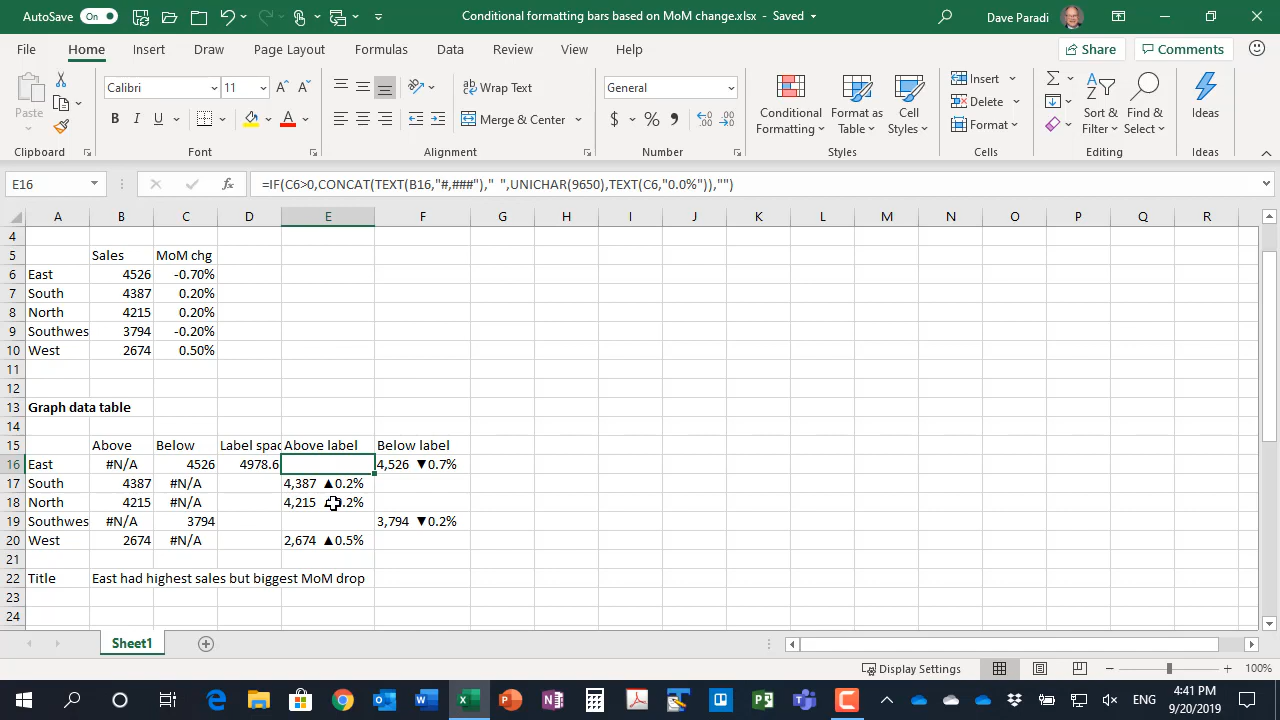 AutoSave On Conditional formatting bars based on MoM change.xlsx - Saved Dave Paradi
File Home Insert Draw Page Layout Formulas Data Review View Help Share Comments
Paste Calibri 11 Wrap Text General Conditional Formatting Format as Table Cell Styles Insert Sort & Filter Find & Select Ideas
B I U A Merge & Center $ % Delete
Format
Clipboard Font Alignment Number Styles Cells Editing Ideas
E16 fx =IF(C6>0,CONCAT(TEXT(B16,"#,###"),"  ",UNICHAR(9650),TEXT(C6,"0.0%")),"")
A B C D E F G H I J K L M N O P Q R
4
5 Sales MoM chg
6 East 4526 -0.70%
7 South 4387 0.20%
8 North 4215 0.20%
9 Southwes 3794 -0.20%
10 West 2674 0.50%
11
12
13 Graph data table
14
15 Above Below Label spac Above label Below label
16 East #N/A 4526 4978.6 4,526 ▼0.7%
17 South 4387 #N/A 4,387 ▲0.2%
18 North 4215 #N/A 4,215 ▲0.2%
19 Southwes #N/A 3794 3,794 ▼0.2%
20 West 2674 #N/A 2,674 ▲0.5%
21
22 Title East had highest sales but biggest MoM drop
23
24
Sheet1
Display Settings 100%
ENG 4:41 PM
9/20/2019